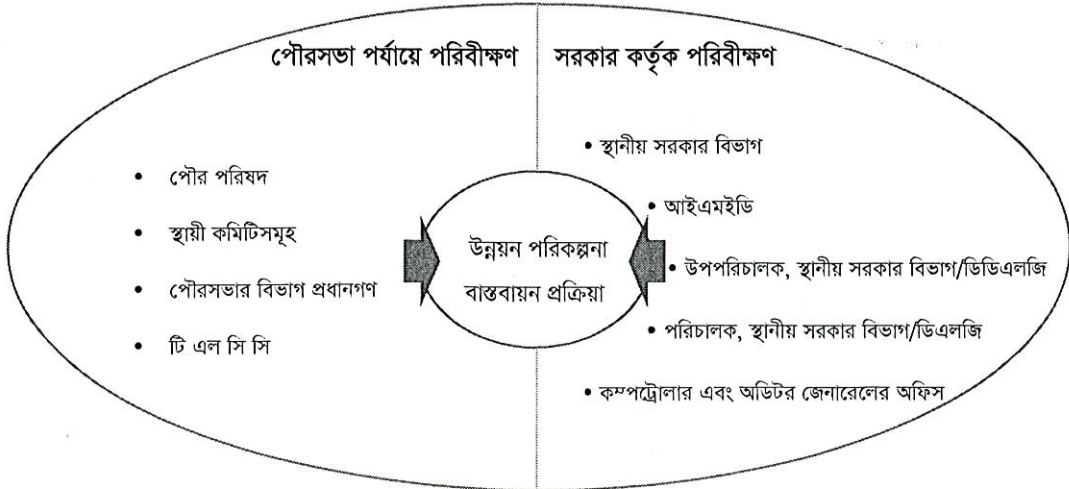 পৌরসভা পর্যায়ে পরিবীক্ষণ
• পৌর পরিষদ
• স্থায়ী কমিটিসমূহ
• পৌরসভার বিভাগ প্রধানগণ
• টি এল সি সি
উন্নয়ন পরিকল্পনা
বাস্তবায়ন প্রক্রিয়া
সরকার কর্তৃক পরিবীক্ষণ
• স্থানীয় সরকার বিভাগ
• আইএমইডি
• উপপরিচালক, স্থানীয় সরকার বিভাগ/ডিডিএলজি
• পরিচালক, স্থানীয় সরকার বিভাগ/ডিএলজি
• কম্পট্রোলার এবং অডিটর জেনারেলের অফিস